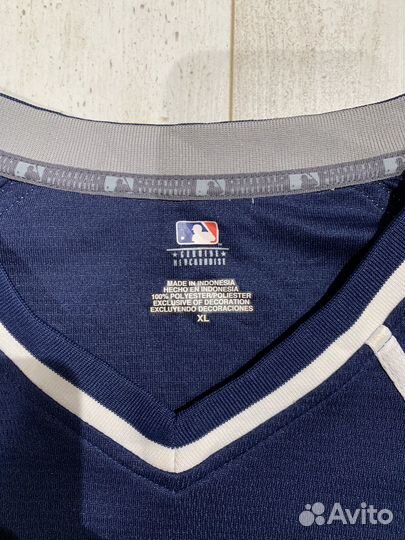 GENUINE
MERCHANDISE
MADE IN INDONESIA
HECHO EN INDONESIA
100% POLYESTER/POLIESTER
EXCLUSIVE OF DECORATION
EXCLUYENDO DECORACIONES
XL
Avito